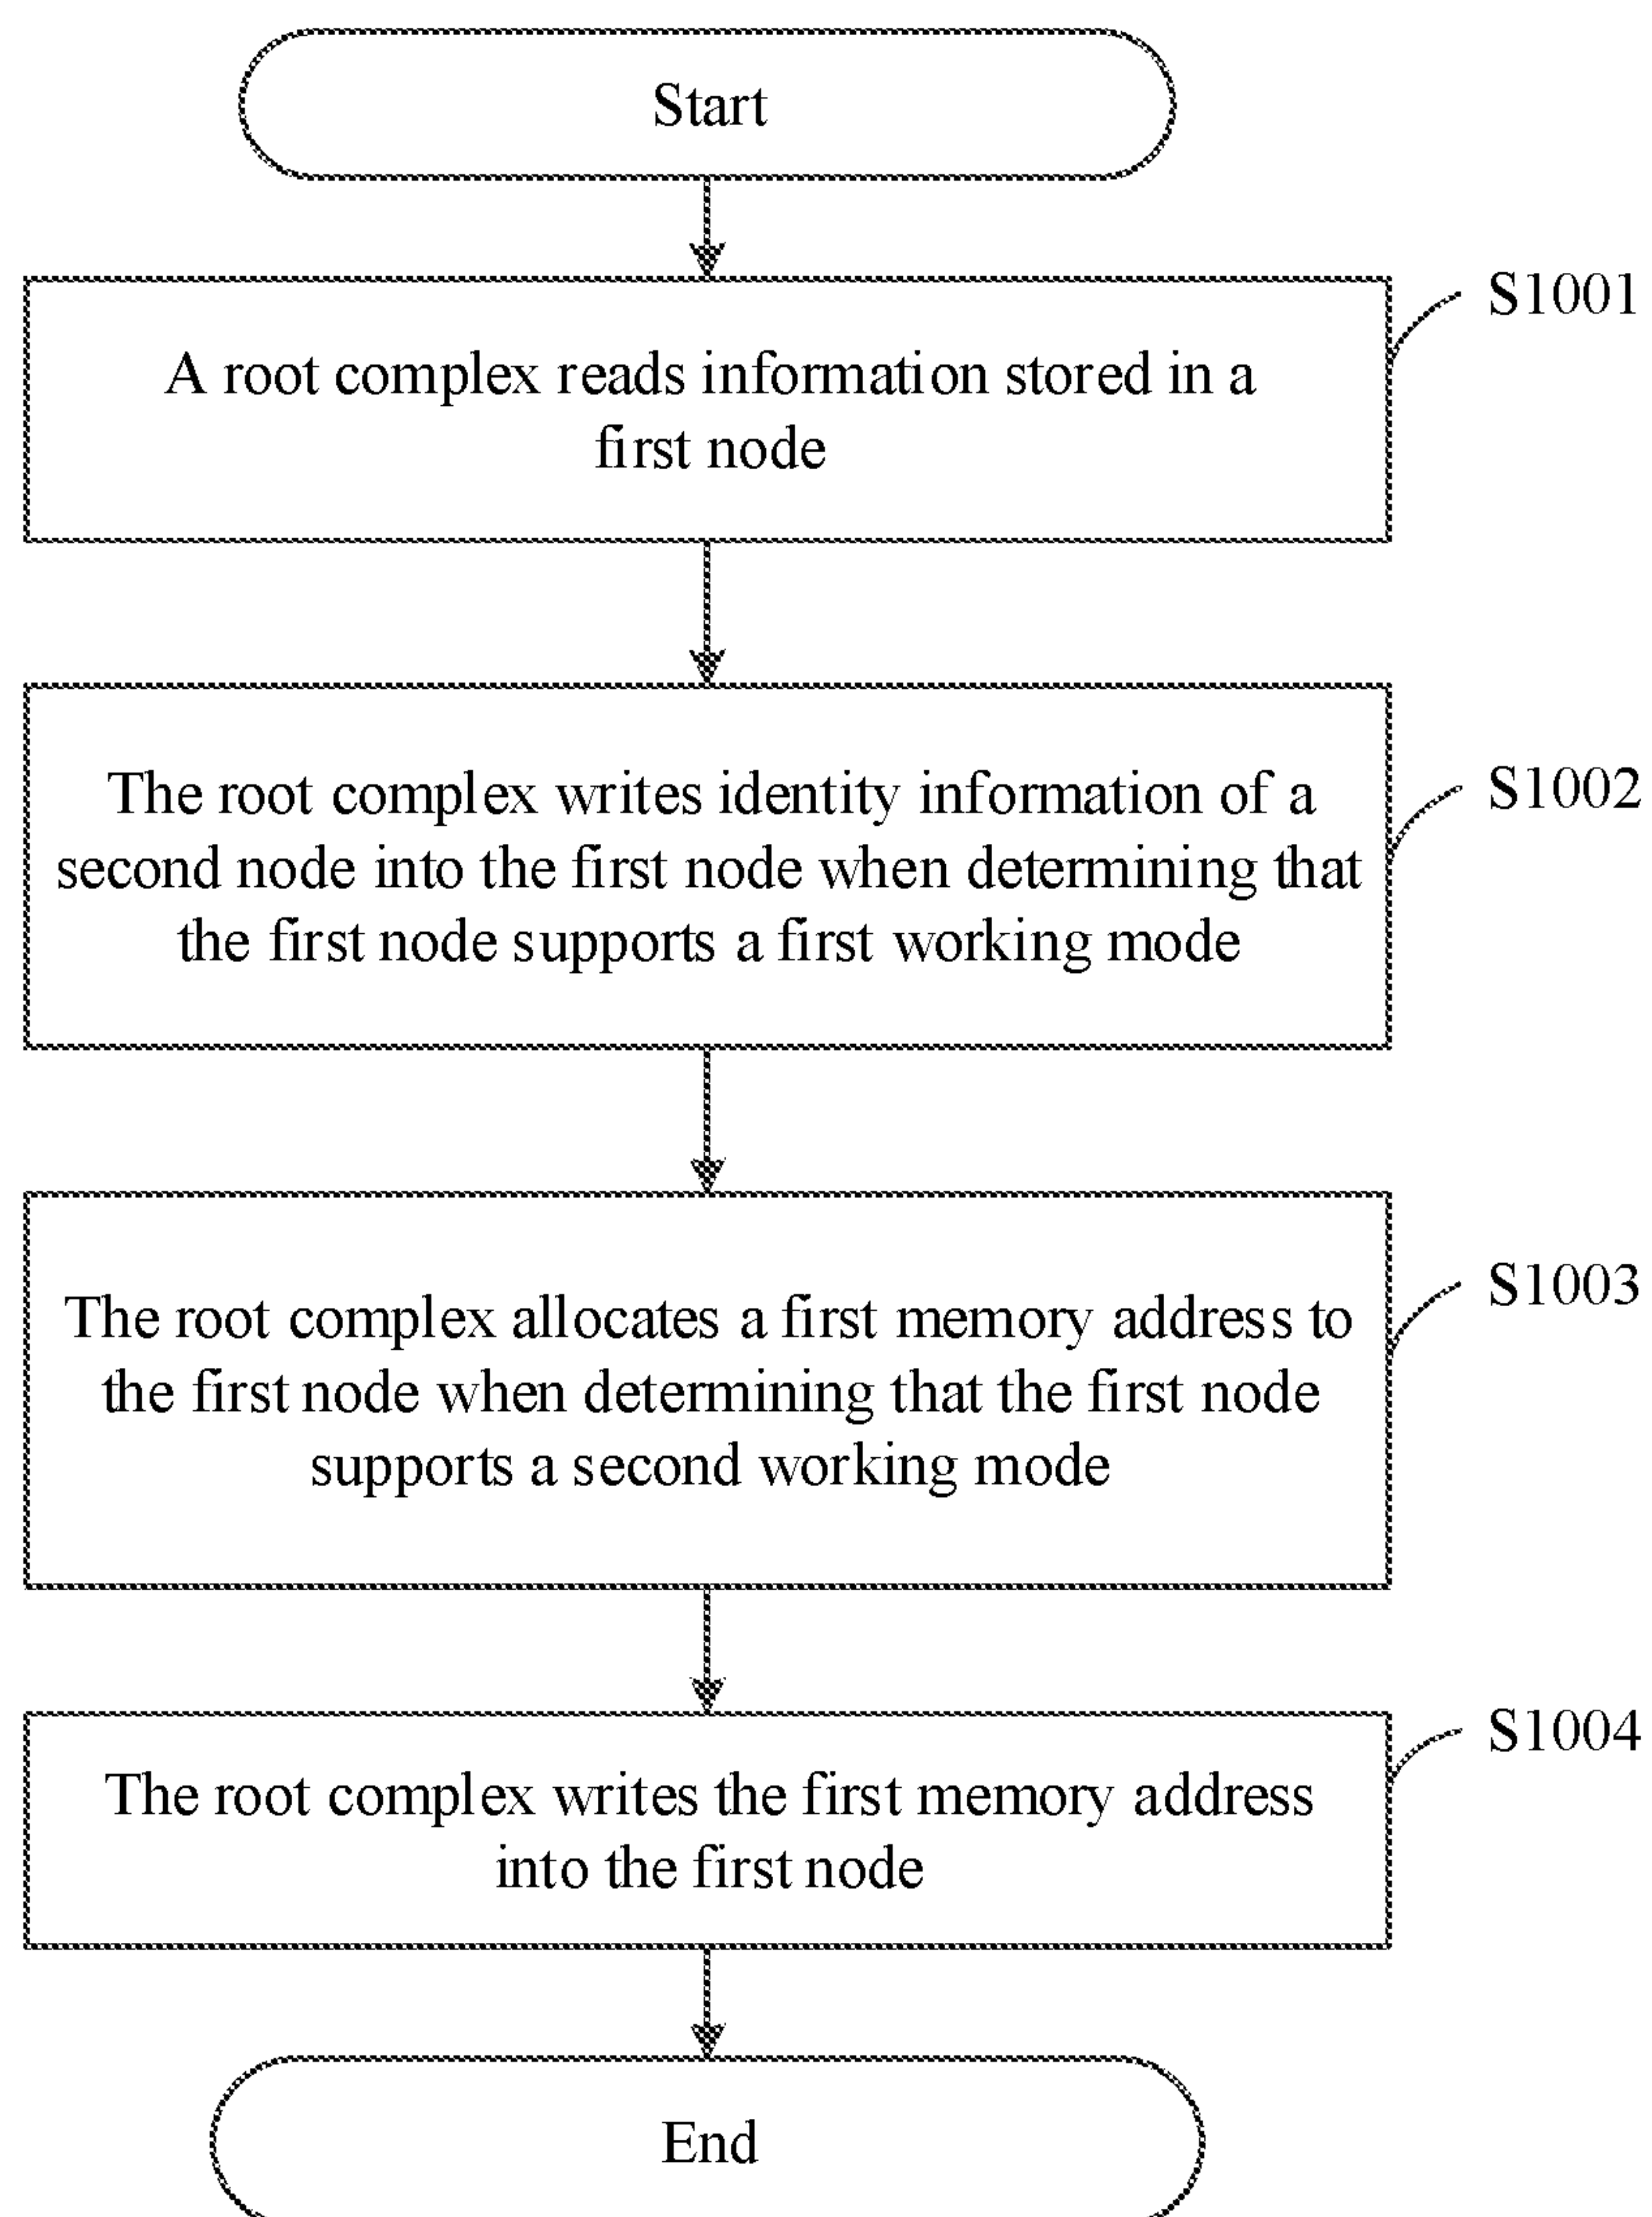 Start
S1001
A root complex reads information stored in a
first node
S1002
The root complex writes identity information of a
second node into the first node when determining that
the first node supports a first working mode
S1003
The root complex allocates a first memory address to
the first node when determining that the first node
supports a second working mode
S1004
The root complex writes the first memory address
into the first node
End